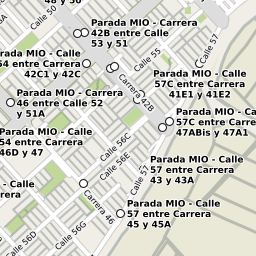 Calle 50
Parada MIO - Carrera
42B entre Calle
53 y 51
Calle 57
Parada MIO - Calle
54 entre Carrera
42C1 y 42C
Calle 55
Parada MIO - Calle
57C entre Carrera
41E1 y 41E2
Parada MIO - Carrera
46 entre Calle 52
y 51A
Carrera 42B
Parada MIO - Calle
57C entre Carrera
47ABis y 47A1
Parada MIO - Calle
54 entre Carrera
46D y 47
Calle 56C
Calle 56E
Parada MIO - Calle
57 entre Carrera
43 y 43A
Calle 57
Carrera 46
Parada MIO - Calle
57 entre Carrera
45 y 45A
Calle 56D
Calle 56G